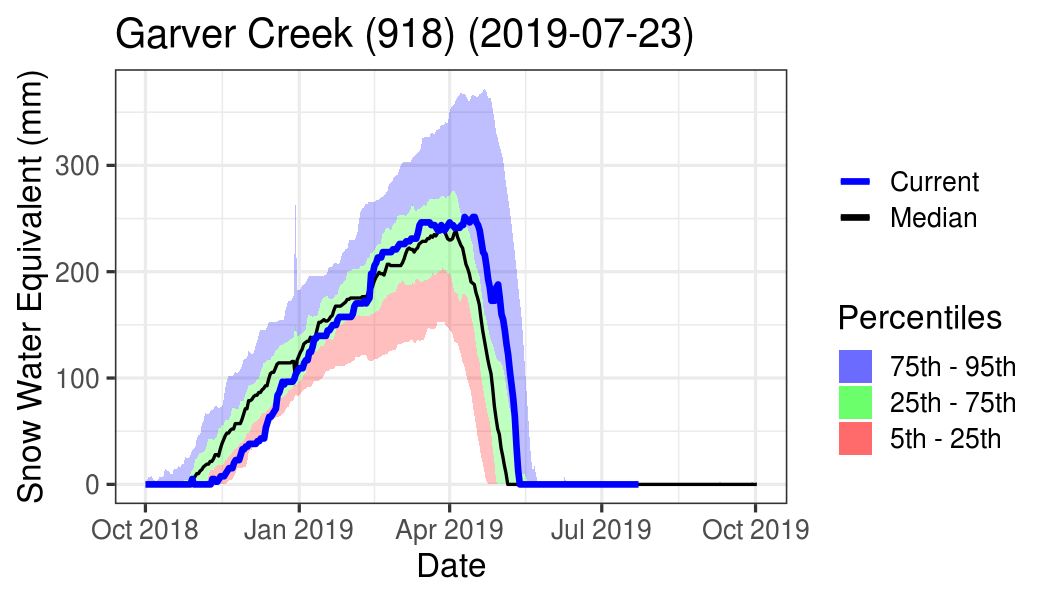 Garver Creek (918) (2019-07-23)
Snow Water Equivalent (mm)
300
200
100
0
Oct 2018
Jan 2019
Apr 2019
Jul 2019
Oct 2019
Date
Current
Median
Percentiles
75th - 95th
25th - 75th
5th - 25th